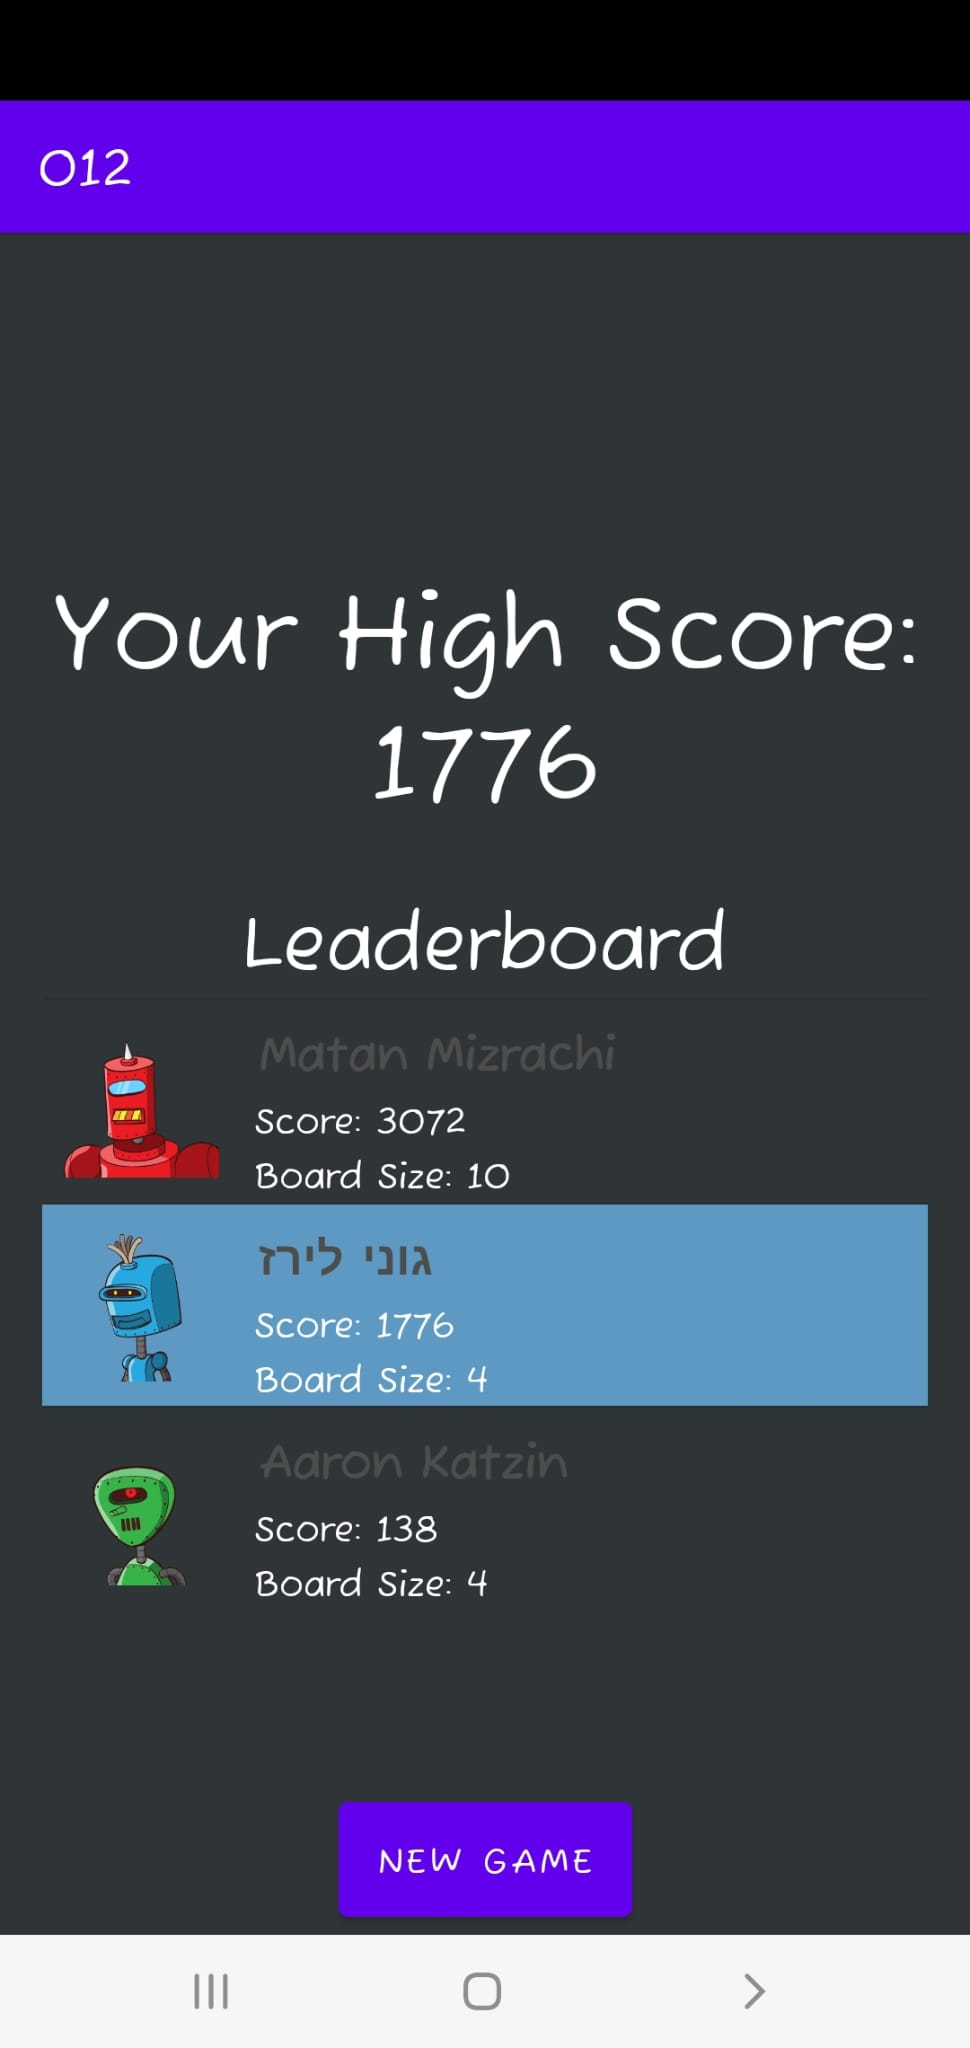 012
Your High Score:
1776
Leaderboard
Matan Mizrachi
Score: 3072
Board Size: 10
גוני לירז
Score: 1776
Board Size: 4
Aaron Katzin
Score: 138
Board Size: 4
NEW GAME